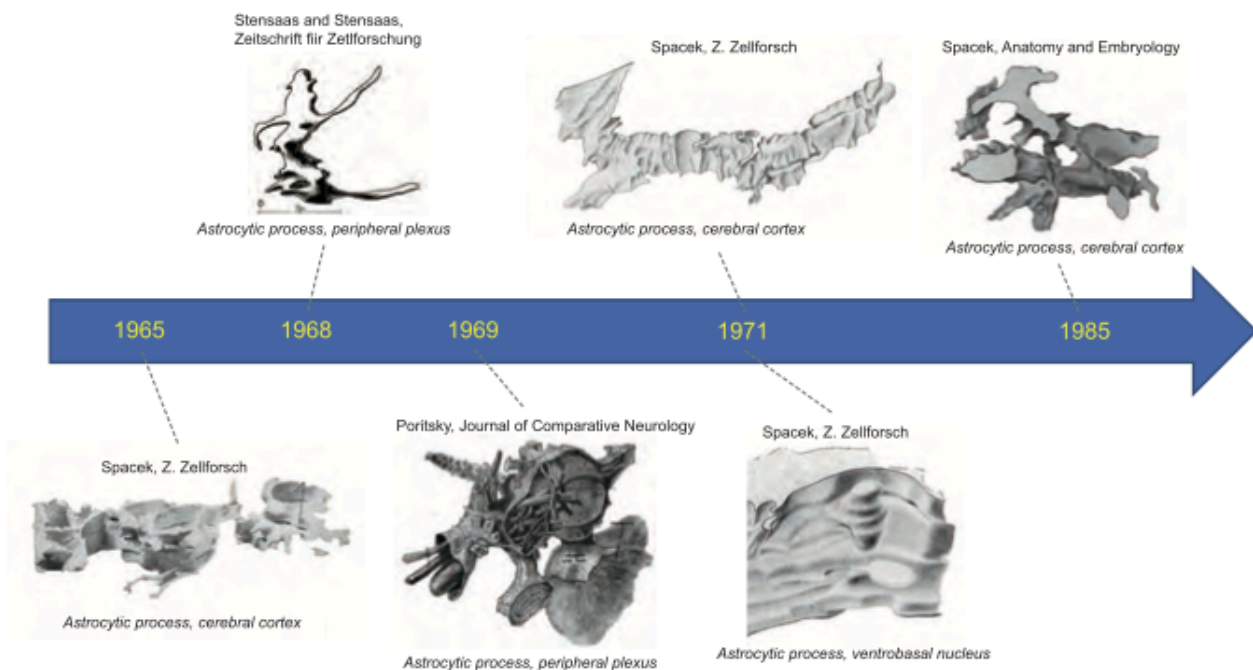 Stensaas and Stensaas,
Zeitschrift fiir Zetlforschung
Astrocytic process, peripheral plexus
Spacek, Z. Zellforsch
Astrocytic process, cerebral cortex
Spacek, Anatomy and Embryology
Astrocytic process, cerebral cortex
1965
1968
1969
1971
1985
Spacek, Z. Zellforsch
Astrocytic process, cerebral cortex
Poritsky, Journal of Comparative Neurology
Astrocytic process, peripheral plexus
Spacek, Z. Zellforsch
Astrocytic process, ventrobasal nucleus